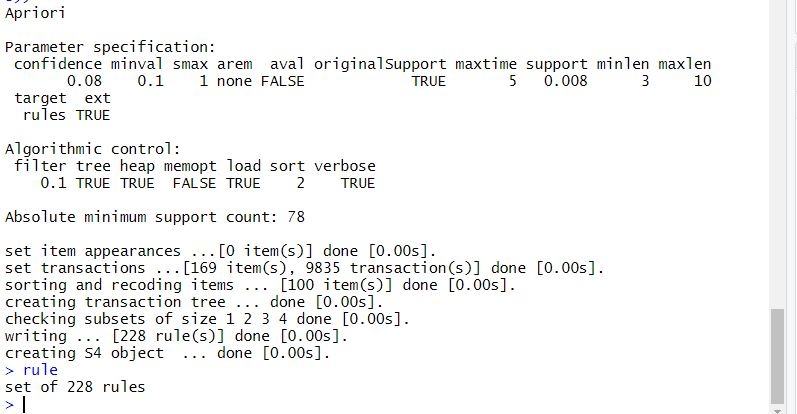 Apriori
Parameter specification:
confidence minval smax arem aval originalSupport maxtime support minlen maxlen
0.08 0.1 1 none FALSE TRUE 5 0.008 3 10
target ext
rules TRUE
Algorithmic control:
filter tree heap memopt load sort verbose
0.1 TRUE TRUE FALSE TRUE 2 TRUE
Absolute minimum support count: 78
set item appearances ...[0 item(s)] done [0.00s].
set transactions ...[169 item(s), 9835 transaction(s)] done [0.00s].
sorting and recoding items ... [100 item(s)] done [0.00s].
creating transaction tree ... done [0.00s].
checking subsets of size 1 2 3 4 done [0.00s].
writing ... [228 rule(s)] done [0.00s].
creating S4 object ... done [0.00s].
> rule
set of 228 rules
>